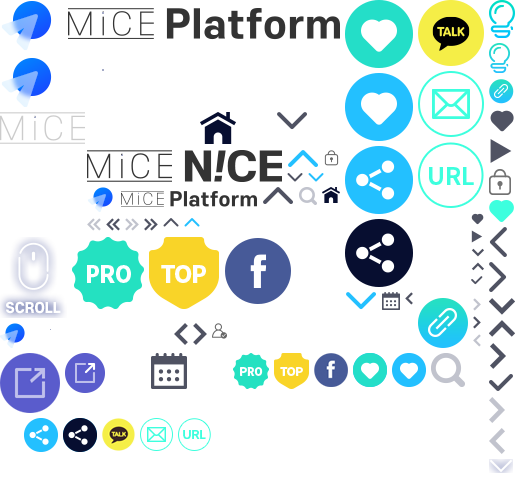 MiCE Platform
TALK
MiCE
URL
MiCE N!CE
MiCE Platform
PRO
TOP
f
SCROLL
PRO
TOP
f
TALK
URL